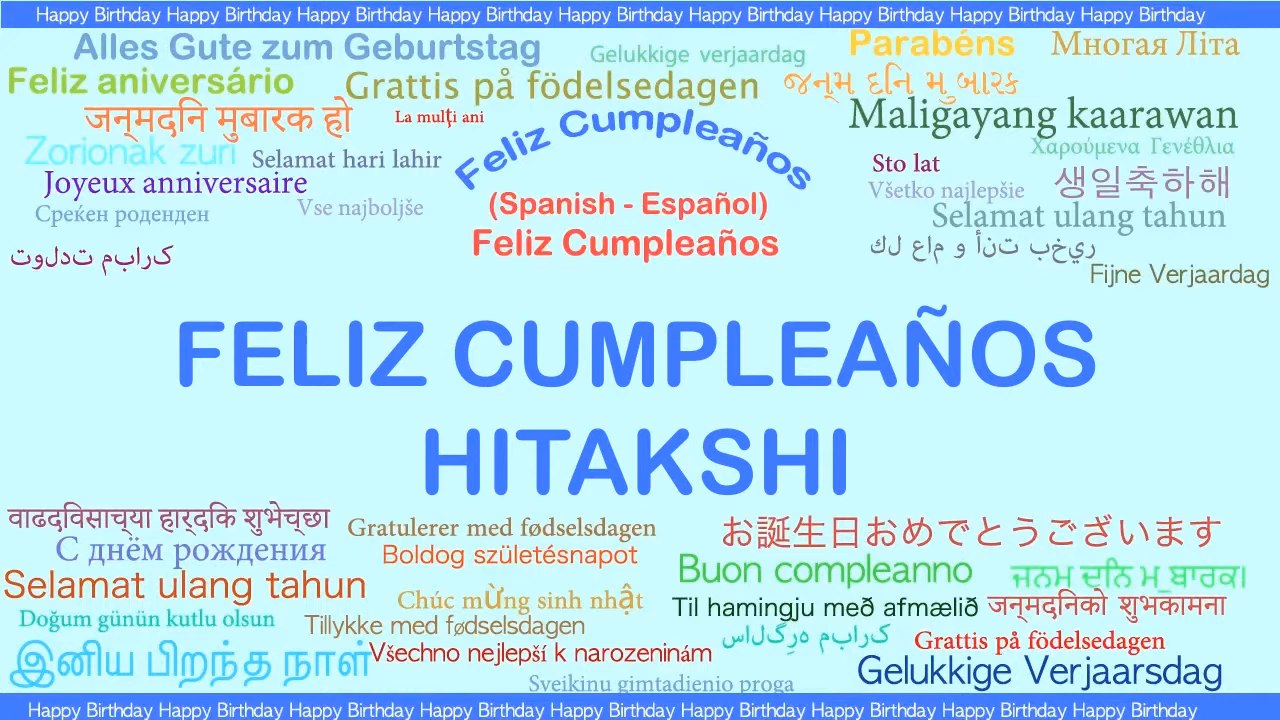 Happy Birthday Happy Birthday Happy Birthday Happy Birthday Happy Birthday Happy Birthday Happy Birthday Happy Birthday Happy Birthday
Alles Gute zum Geburtstag
Gelukkige verjaardag
Parabéns
Многая Літа
Feliz aniversário
Grattis på födelsedagen
જન્મ દિન મુબારક
जन्मदिन मुबारक हो
La mulţi ani
Feliz Cumpleaños
Maligayang kaarawan
Zorionak zuri
Selamat hari lahir
Sto lat
Χαρούμενα Γενέθλια
Joyeux anniversaire
Všetko najlepšie
생일축하해
Среќен роденден
Vse najboljše
(Spanish - Español)
Selamat ulang tahun
Feliz Cumpleaños
تولدت مبارک
كل عام و أنت بخير
Fijne Verjaardag
FELIZ CUMPLEAÑOS
HITAKSHI
वाढदिवसाच्या हार्दिक शुभेच्छा
Gratulerer med fødselsdagen
お誕生日おめでとうございます
С днём рождения
Boldog születésnapot
Buon compleanno
ਜਨਮ ਦਿਨ ਮੁਬਾਰਕ।
Selamat ulang tahun
Chúc mừng sinh nhật
Til hamingju með afmælið
जन्मदिनको शुभकामना
Doğum günün kutlu olsun
Tillykke med fødselsdagen
سالگرہ مبارک
Grattis på födelsedagen
இனிய பிறந்த நாள்
Všechno nejlepší k narozeninám
Gelukkige Verjaarsdag
Sveikinu gimtadienio proga
Happy Birthday Happy Birthday Happy Birthday Happy Birthday Happy Birthday Happy Birthday Happy Birthday Happy Birthday Happy Birthday